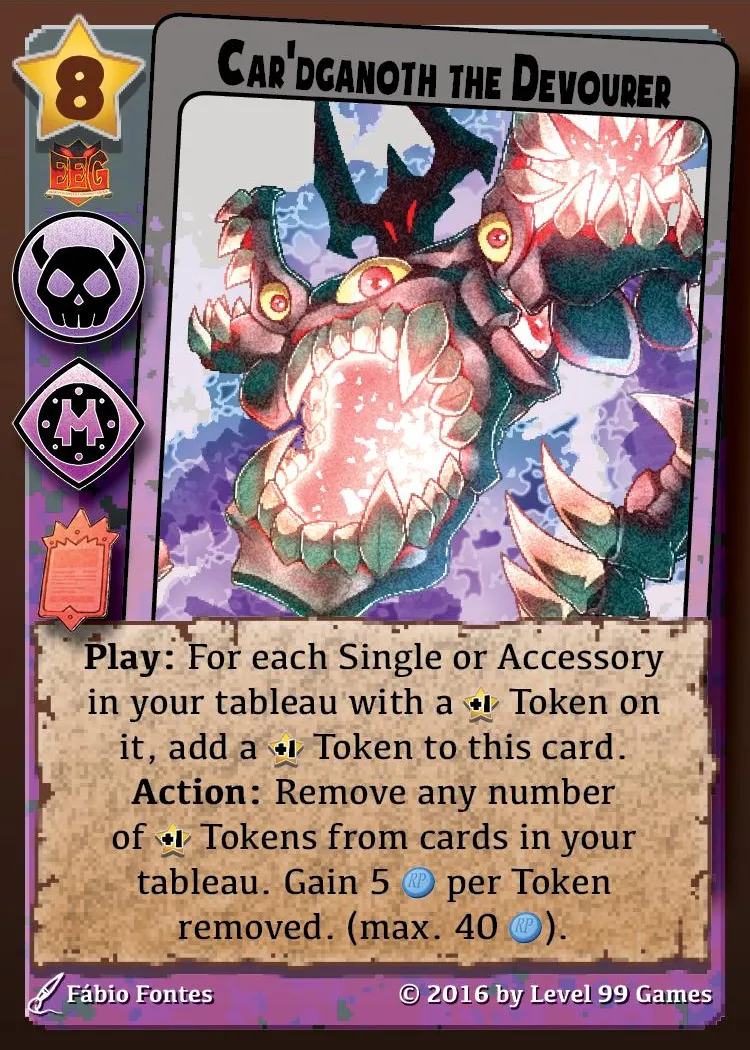 8
Car'dganoth the Devourer
EEG
M
Play: For each Single or Accessory
in your tableau with a +1 Token on
it, add a +1 Token to this card.
Action: Remove any number
of +1 Tokens from cards in your
tableau. Gain 5 RP per Token
removed. (max. 40 RP).
Fábio Fontes
© 2016 by Level 99 Games